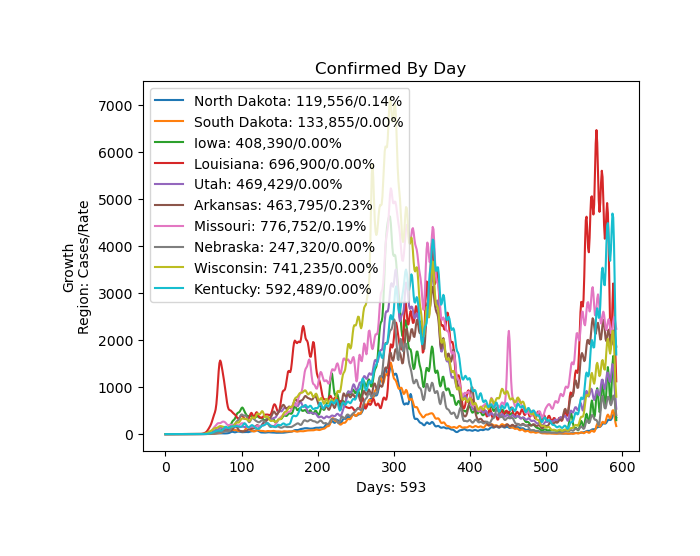 Confirmed By Day
7000
6000
5000
4000
3000
2000
1000
0
Growth
Region: Cases/Rate
North Dakota: 119,556/0.14%
South Dakota: 133,855/0.00%
Iowa: 408,390/0.00%
Louisiana: 696,900/0.00%
Utah: 469,429/0.00%
Arkansas: 463,795/0.23%
Missouri: 776,752/0.19%
Nebraska: 247,320/0.00%
Wisconsin: 741,235/0.00%
Kentucky: 592,489/0.00%
0 100 200 300 400 500 600
Days: 593